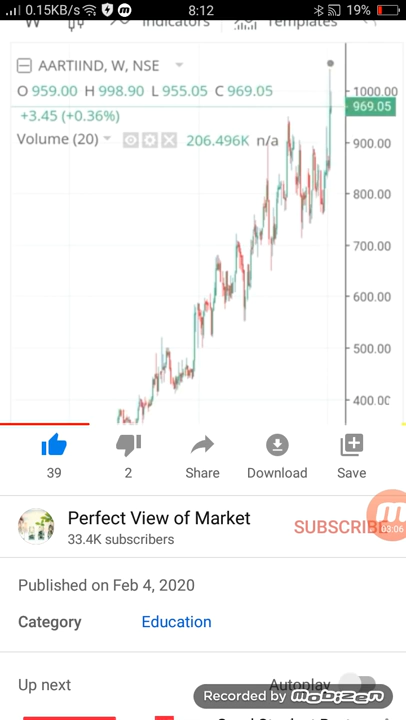 0.15KB/s 8:12 19%
W Indicators Templates
AARTIIND, W, NSE
O 959.00 H 998.90 L 955.05 C 969.05
+3.45 (+0.36%)
Volume (20) 206.496K n/a
1000.00
969.05
900.00
800.00
700.00
600.00
500.00
400.00
39 2 Share Download Save
Perfect View of Market
33.4K subscribers
SUBSCRIBE
03:06
Published on Feb 4, 2020
Category Education
Up next Autoplay
Recorded by mobizen